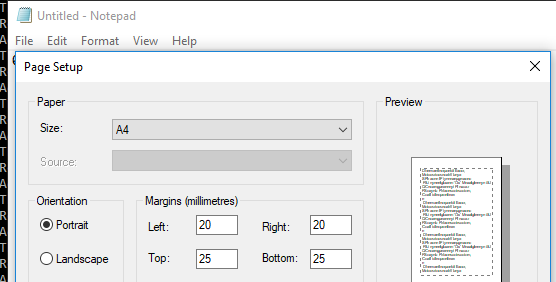 Untitled - Notepad
File Edit Format View Help
Page Setup
Paper
Size: A4
Source:
Preview
Orientation
Portrait
Landscape
Margins (millimetres)
Left: 20 Right: 20
Top: 25 Bottom: 25